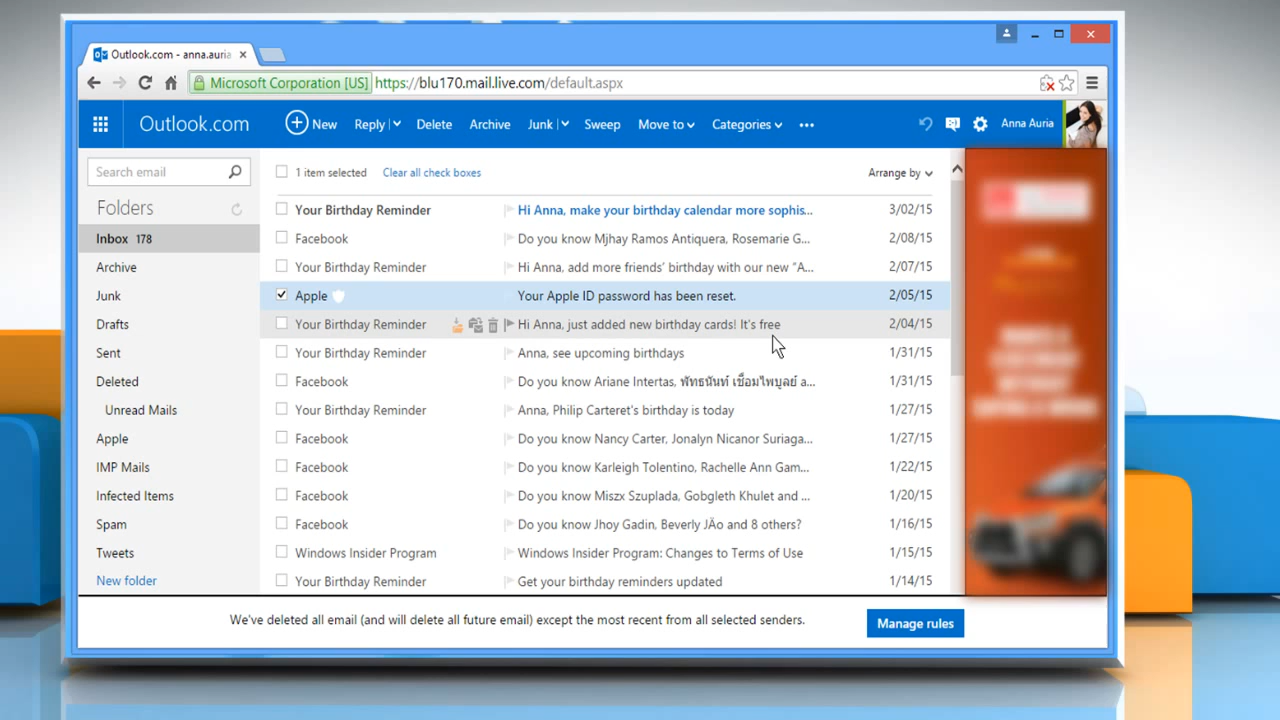 Outlook.com - anna.auria
Microsoft Corporation [US] https://blu170.mail.live.com/default.aspx
Outlook.com New Reply Delete Archive Junk Sweep Move to Categories ••• Anna Auria
Search email 1 item selected Clear all check boxes Arrange by
Folders
Inbox 178
Archive
Junk
Drafts
Sent
Deleted
Unread Mails
Apple
IMP Mails
Infected Items
Spam
Tweets
New folder
Your Birthday Reminder Hi Anna, make your birthday calendar more sophis... 3/02/15
Facebook Do you know Mjhay Ramos Antiquera, Rosemarie G... 2/08/15
Your Birthday Reminder Hi Anna, add more friends’ birthday with our new “A... 2/07/15
Apple Your Apple ID password has been reset. 2/05/15
Your Birthday Reminder Hi Anna, just added new birthday cards! It's free 2/04/15
Your Birthday Reminder Anna, see upcoming birthdays 1/31/15
Facebook Do you know Ariane Intertas, พัทธนันท์ เชื้อมไพบูลย์ a... 1/31/15
Your Birthday Reminder Anna, Philip Carteret's birthday is today 1/27/15
Facebook Do you know Nancy Carter, Jonalyn Nicanor Suriaga... 1/27/15
Facebook Do you know Karleigh Tolentino, Rachelle Ann Gam... 1/22/15
Facebook Do you know Miszx Szuplada, Gobgleth Khulet and ... 1/20/15
Facebook Do you know Jhoy Gadin, Beverly JÃo and 8 others? 1/16/15
Windows Insider Program Windows Insider Program: Changes to Terms of Use 1/15/15
Your Birthday Reminder Get your birthday reminders updated 1/14/15
We've deleted all email (and will delete all future email) except the most recent from all selected senders. Manage rules